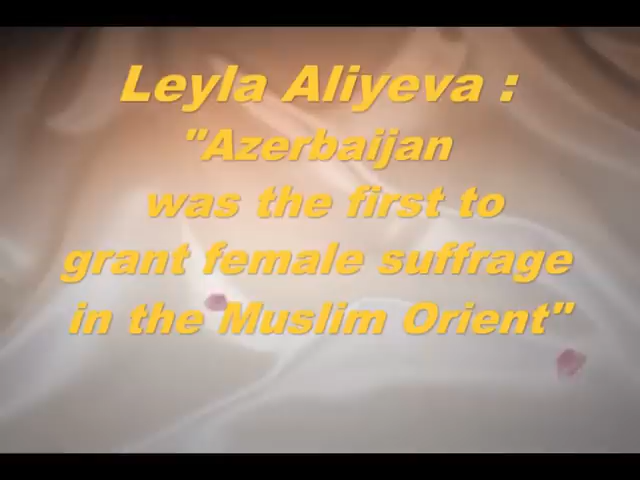 Leyla Aliyeva :
"Azerbaijan
was the first to
grant female suffrage
in the Muslim Orient"